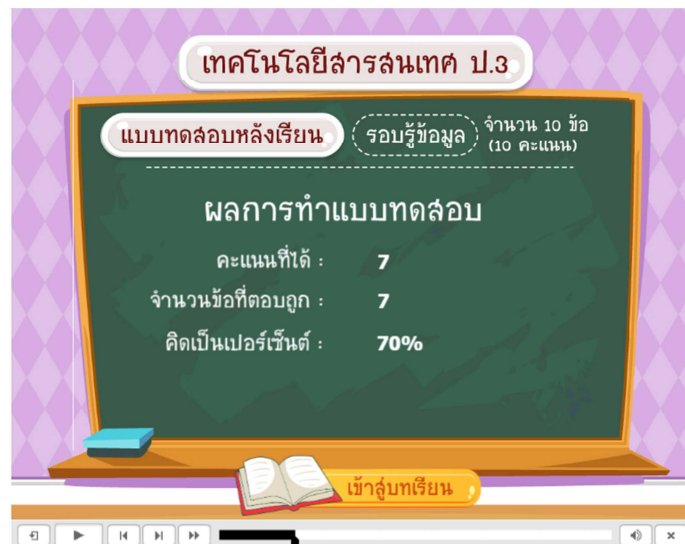 เทคโนโลยีสารสนเทศ ป.3
แบบทดสอบหลังเรียน รอบรู้ข้อมูล จำนวน 10 ข้อ
(10 คะแนน)
ผลการทำแบบทดสอบ
คะแนนที่ได้ : 7
จำนวนข้อที่ตอบถูก : 7
คิดเป็นเปอร์เซ็นต์ : 70%
เข้าสู่บทเรียน